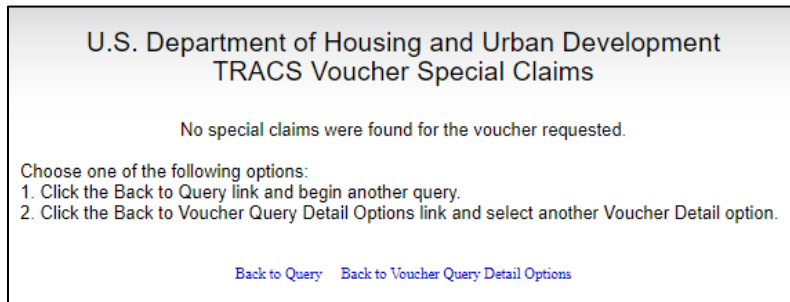 U.S. Department of Housing and Urban Development
TRACS Voucher Special Claims
No special claims were found for the voucher requested.
Choose one of the following options:
1. Click the Back to Query link and begin another query.
2. Click the Back to Voucher Query Detail Options link and select another Voucher Detail option.
Back to Query Back to Voucher Query Detail Options